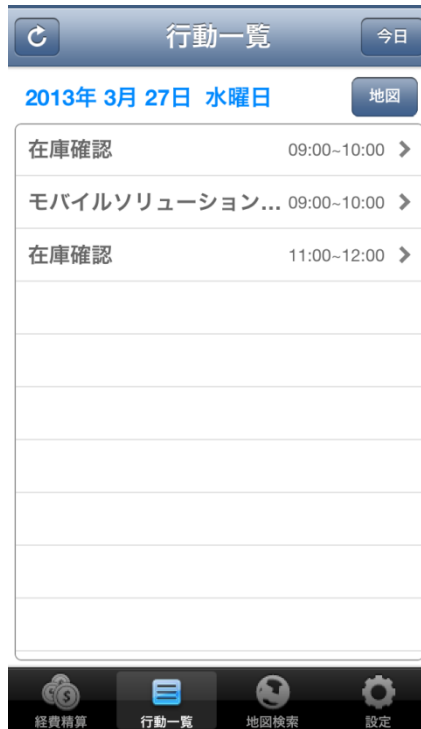 行動一覧
今日
2013年 3月 27日 水曜日
地図
在庫確認 09:00~10:00
モバイルソリューション... 09:00~10:00
在庫確認 11:00~12:00
経費精算 行動一覧 地図検索 設定